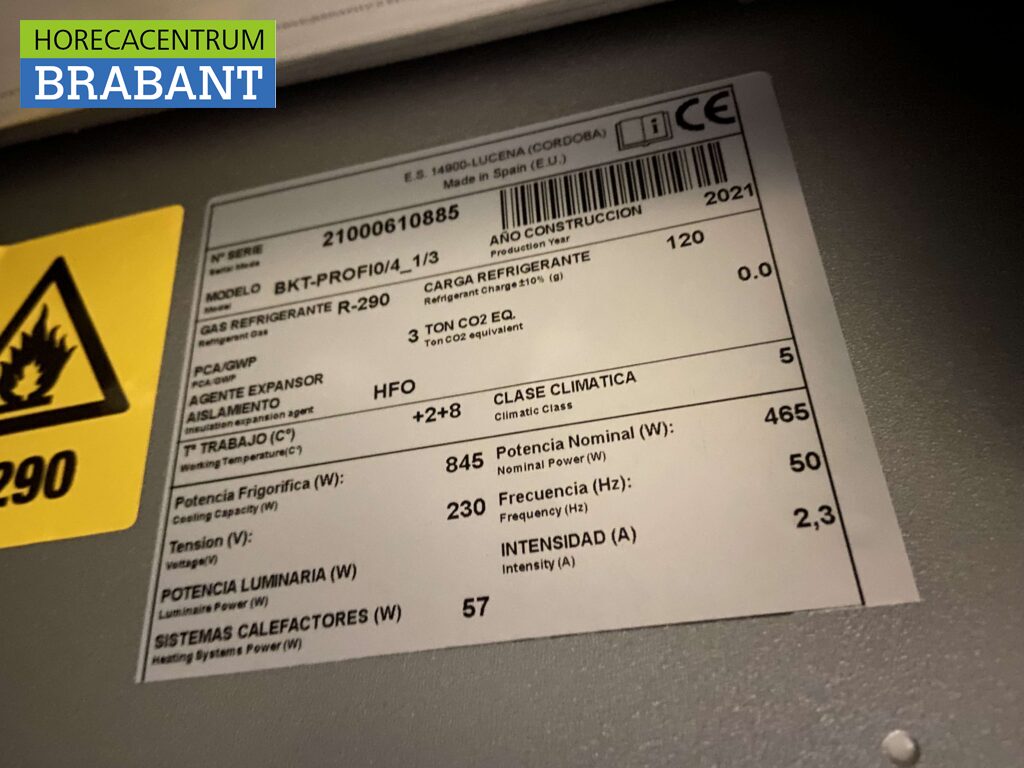 HORECACENTRUM
BRABANT
E.S. 14900-LUCENA (CORDOBA)
Made in Spain (E.U.)
i CE
Nº SERIE 21000610885
Serial Mode
AÑO CONSTRUCCION 2021
Production Year
MODELO BKT-PROFI0/4_1/3
Model
GAS REFRIGERANTE R-290
Refrigerant Gas
CARGA REFRIGERANTE 120
Refrigerant Charge ±10% (g)
PCA/GWP 3
PCA/GWP
TON CO2 EQ. 0.0
Ton CO2 equivalent
AGENTE EXPANSOR
AISLAMIENTO HFO
Insulation expansion agent
Tª TRABAJO (Cº) +2+8
Working Temperature(Cº)
CLASE CLIMATICA 5
Climatic Class
Potencia Frigorifica (W): 845
Cooling Capacity (W)
Potencia Nominal (W): 465
Nominal Power (W)
Tension (V): 230
Voltage(V)
Frecuencia (Hz): 50
Frequency (Hz)
POTENCIA LUMINARIA (W)
Luminaire Power (W)
INTENSIDAD (A) 2,3
Intensity (A)
SISTEMAS CALEFACTORES (W) 57
Heating Systems Power (W)
290